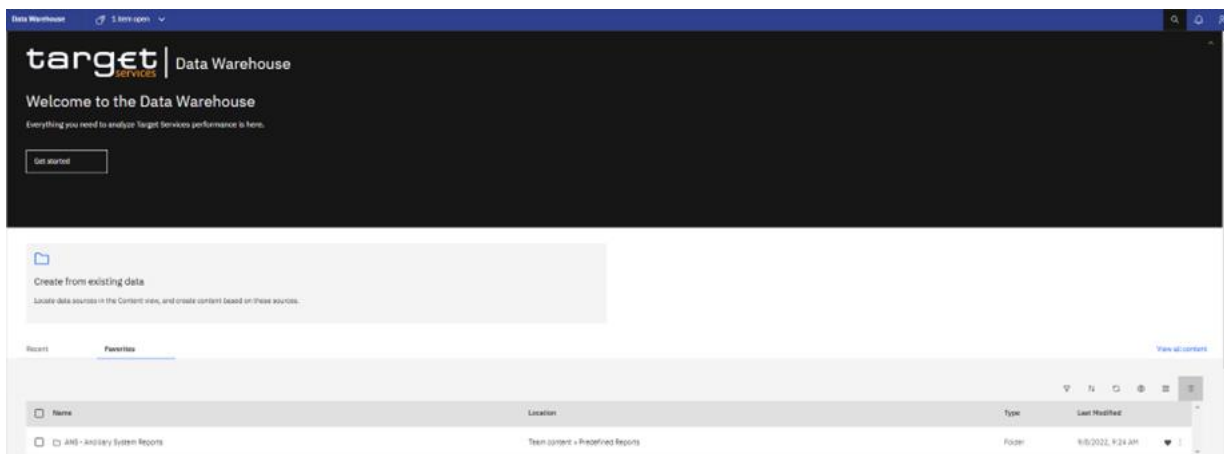 Data Warehouse 1 item open
target services | Data Warehouse
Welcome to the Data Warehouse
Everything you need to analyze Target Services performance is here.
Get started
Create from existing data
Locate data sources in the Content view, and create content based on these sources.
Recent Favorites View all content
Name Location Type Last Modified
ANS - Ancillary System Reports Team content > Predefined Reports Folder 9/8/2022, 9:24 AM